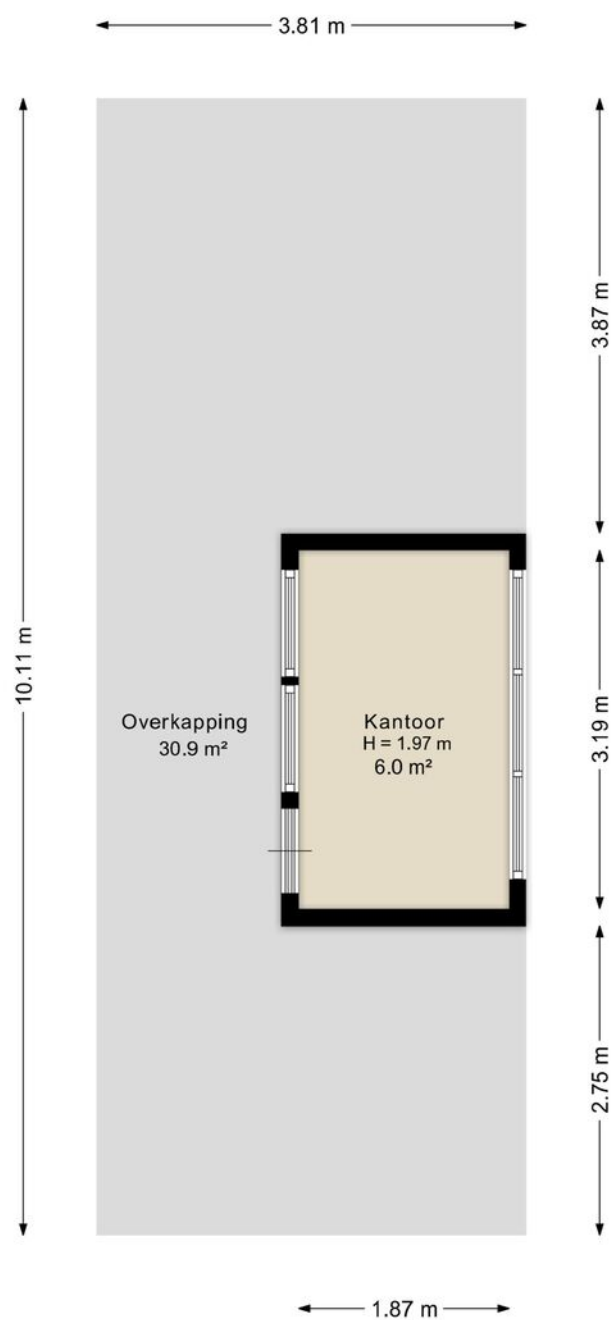 3.81 m
3.87 m
10.11 m
Overkapping
30.9 m²
Kantoor
H = 1.97 m
6.0 m²
3.19 m
2.75 m
1.87 m